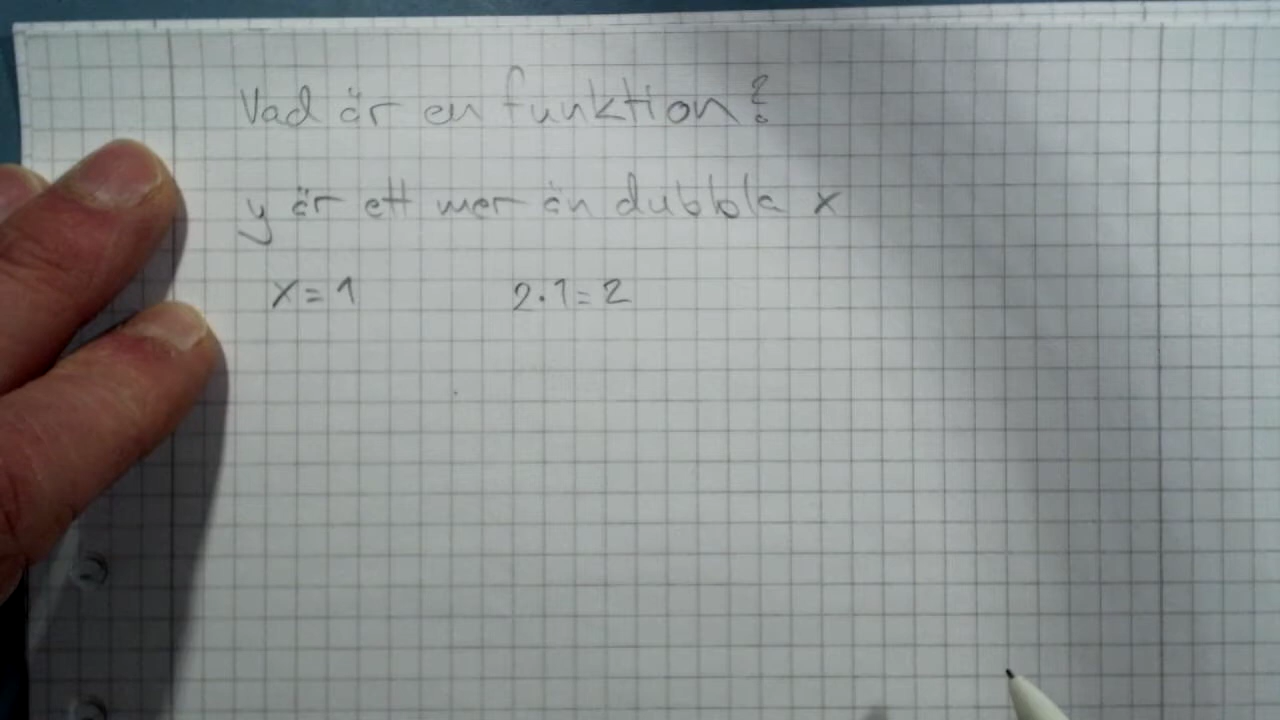 Vad är en funktion?
y är ett mer än dubbla x
x = 1 2·1 = 2